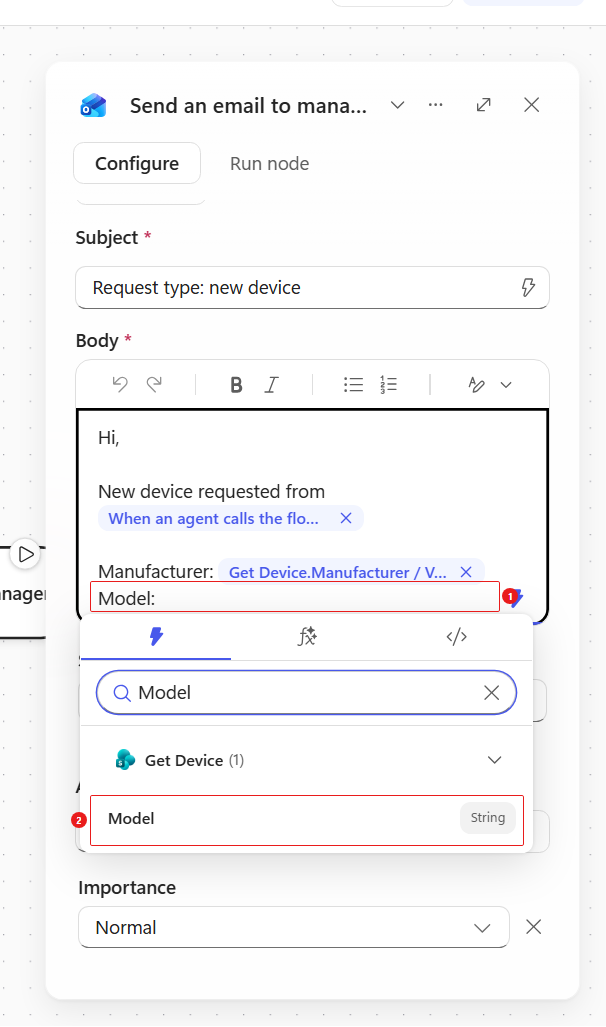 Send an email to mana...
Configure
Run node
Subject *
Request type: new device
Body *
B I
Hi,
New device requested from
When an agent calls the flo...
Manufacturer: Get Device.Manufacturer / V...
Model:
1
anager
fx
</>
Model
Get Device (1)
2
Model
String
Importance
Normal